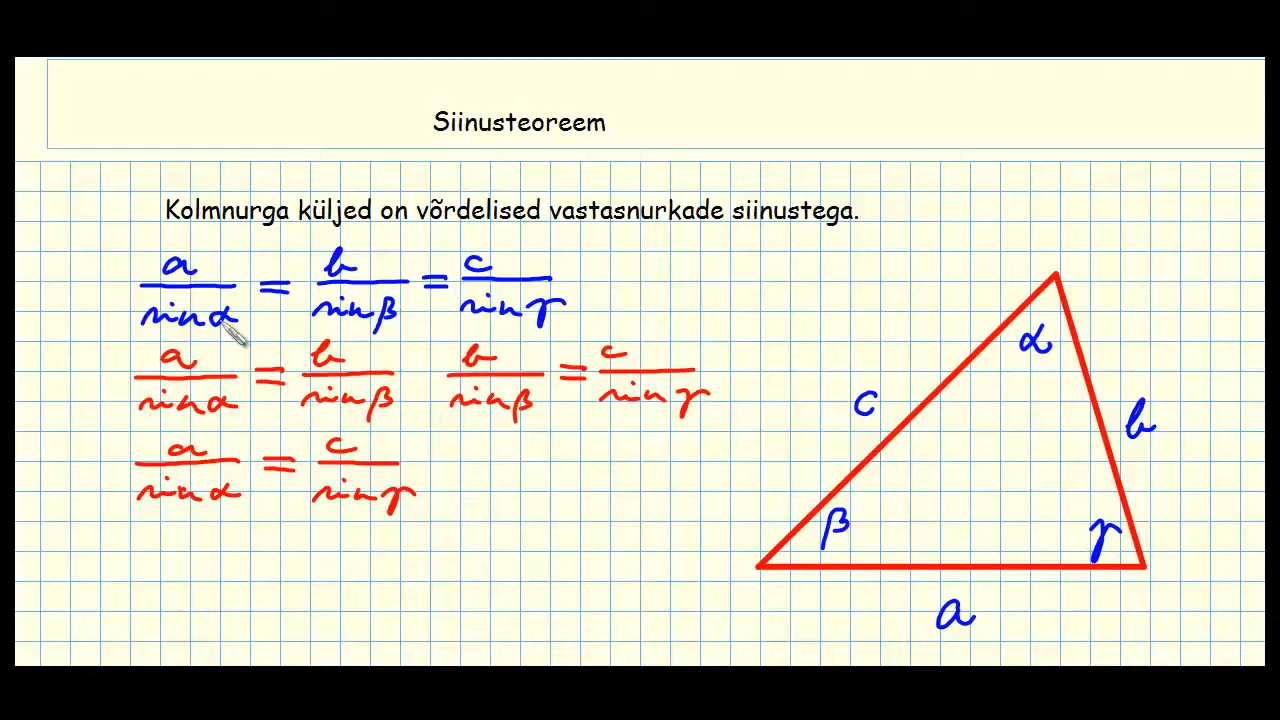 Siinusteoreem
Kolmnurga küljed on võrdelised vastasnurkade siinustega.
a/sin α = b/sin β = c/sin γ
a/sin α = b/sin β b/sin β = c/sin γ
a/sin α = c/sin γ
α
c
b
β
γ
a